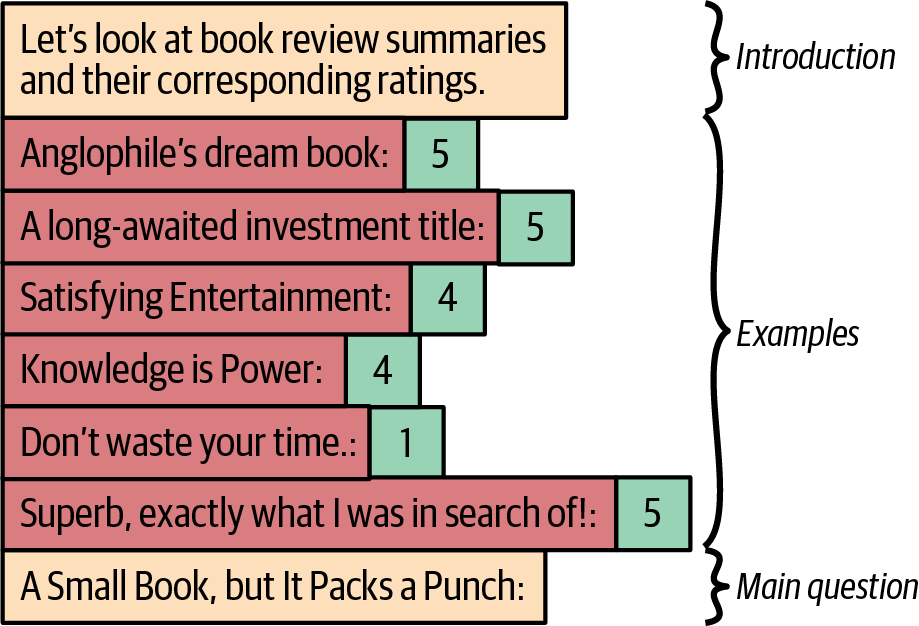 Let’s look at book review summaries
and their corresponding ratings.
Introduction
Anglophile’s dream book: 5
A long-awaited investment title: 5
Satisfying Entertainment: 4
Knowledge is Power: 4
Don’t waste your time.: 1
Superb, exactly what I was in search of!: 5
Examples
A Small Book, but It Packs a Punch:
Main question